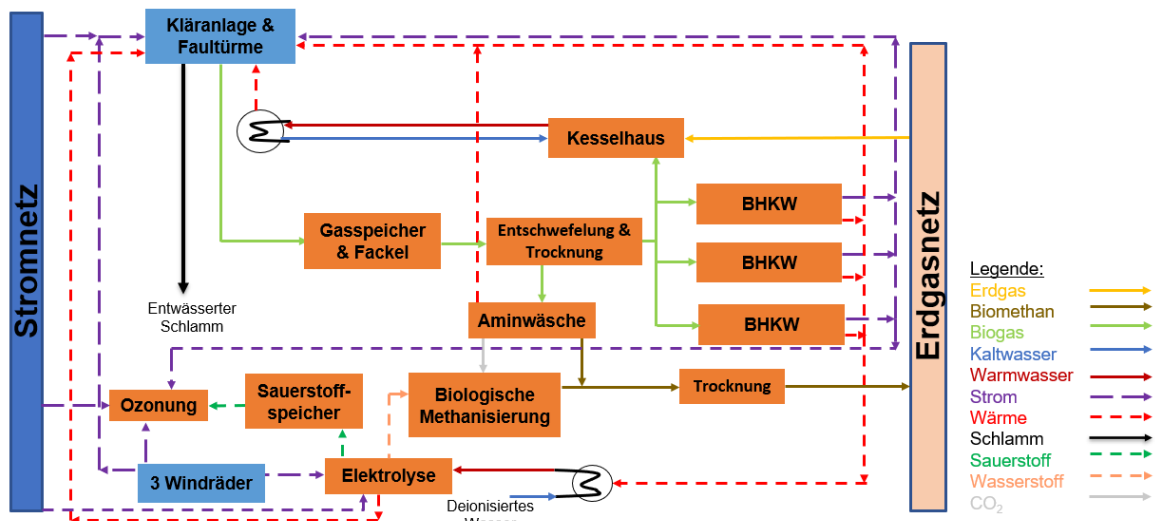 Stromnetz
Kläranlage &
Faultürme
Kesselhaus
BHKW
Gasspeicher
& Fackel
Entschwefelung &
Trocknung
BHKW
Entwässerter
Schlamm
Aminwäsche
BHKW
Ozonung
Sauerstoff-
speicher
Biologische
Methanisierung
Trocknung
3 Windräder
Elektrolyse
Deionisiertes
Erdgasnetz
Legende:
Erdgas
Biomethan
Biogas
Kaltwasser
Warmwasser
Strom
Wärme
Schlamm
Sauerstoff
Wasserstoff
CO₂